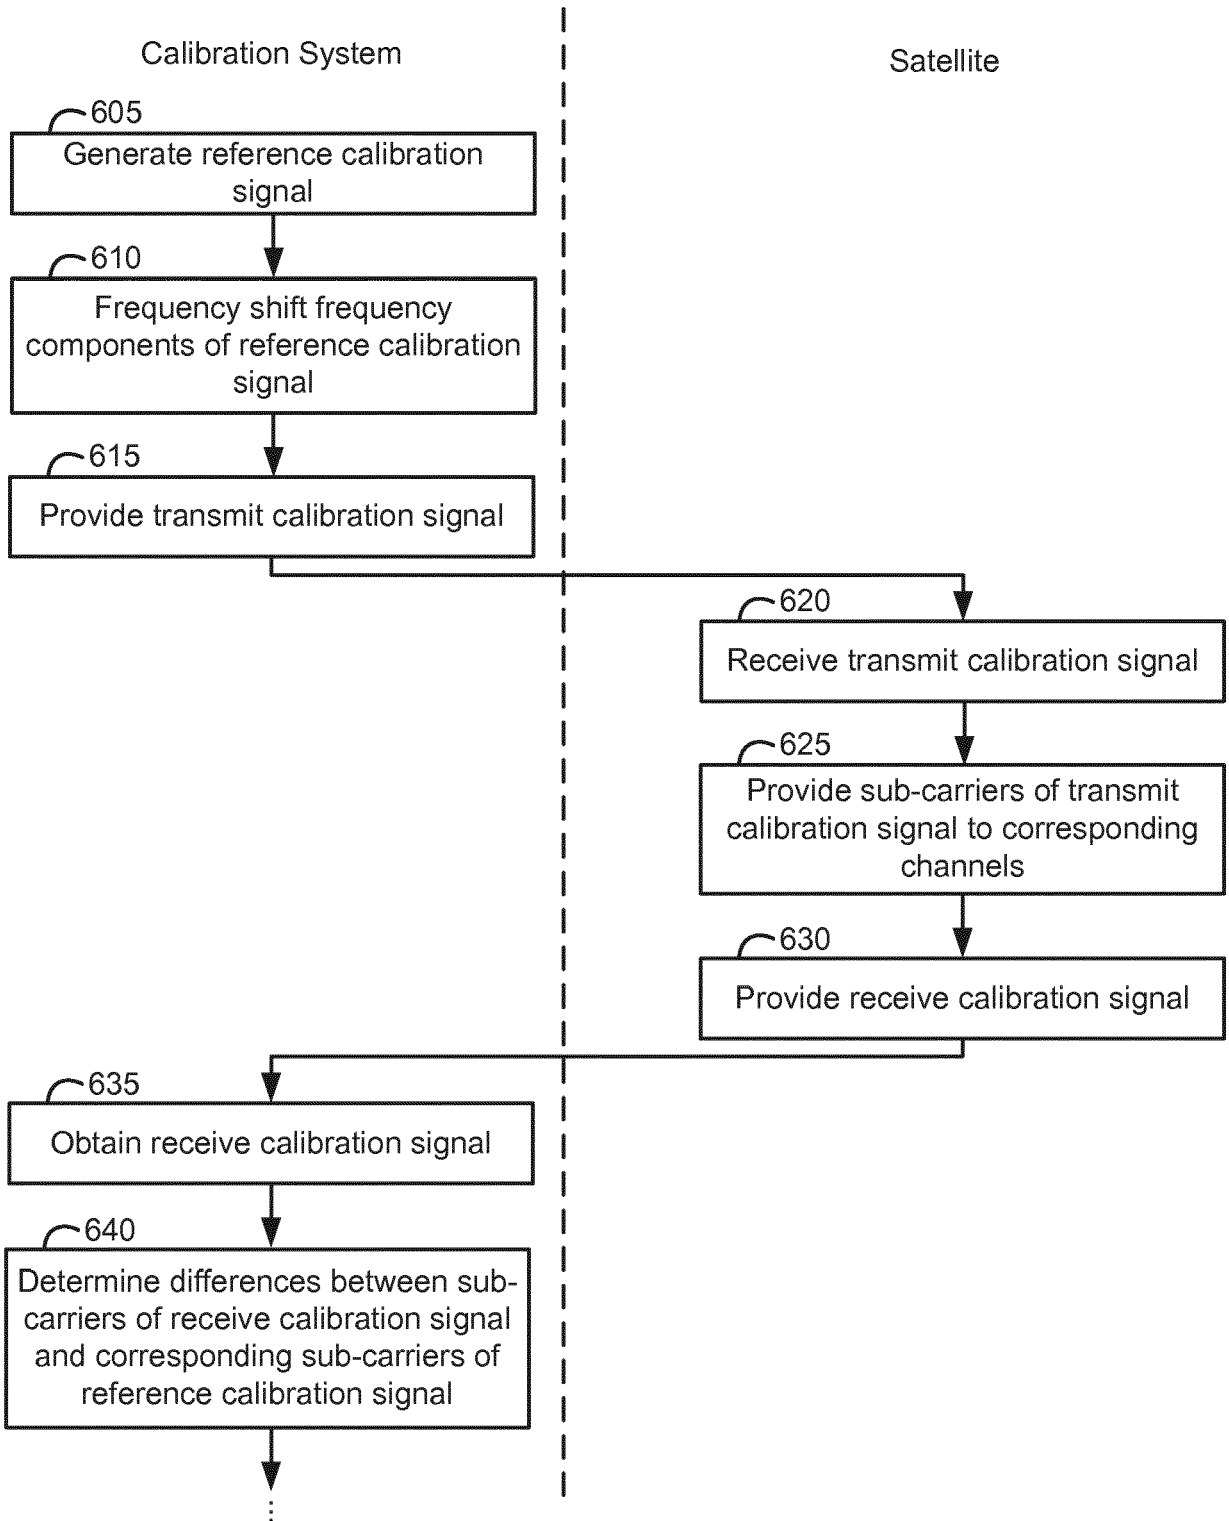 Calibration System
Satellite
605
Generate reference calibration
signal
610
Frequency shift frequency
components of reference calibration
signal
615
Provide transmit calibration signal
620
Receive transmit calibration signal
625
Provide sub-carriers of transmit
calibration signal to corresponding
channels
630
Provide receive calibration signal
635
Obtain receive calibration signal
640
Determine differences between sub-
carriers of receive calibration signal
and corresponding sub-carriers of
reference calibration signal
...